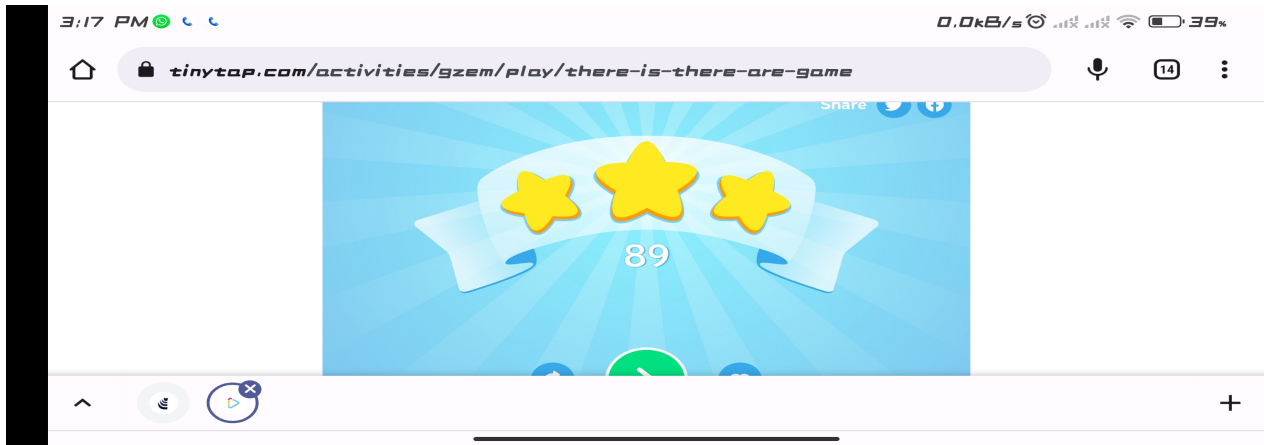 3:17 PM 0.0kB/s 39%
tinytap.com/activities/gzem/play/there-is-there-are-game 14
Share
89